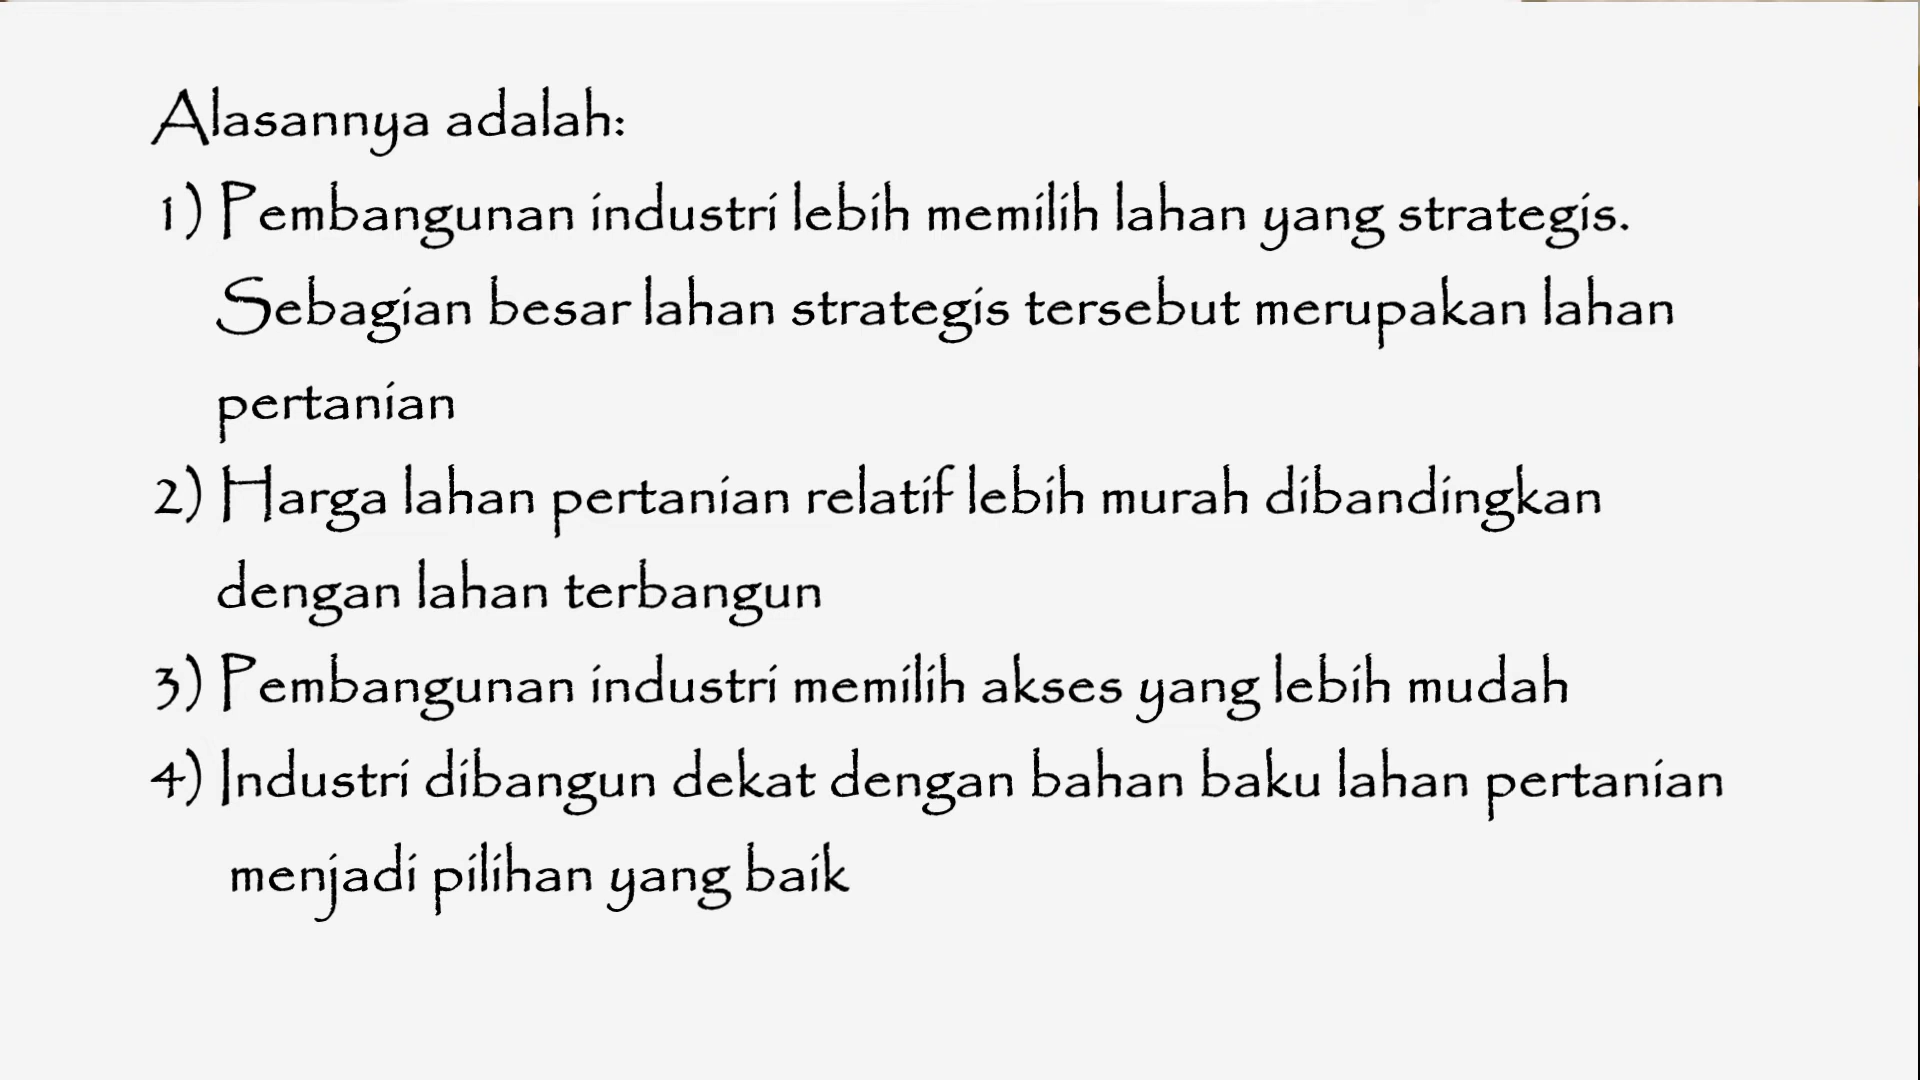 Alasannya adalah:
1) Pembangunan industri lebih memilih lahan yang strategis.
Sebagian besar lahan strategis tersebut merupakan lahan
pertanian
2) Harga lahan pertanian relatif lebih murah dibandingkan
dengan lahan terbangun
3) Pembangunan industri memilih akses yang lebih mudah
4) Industri dibangun dekat dengan bahan baku lahan pertanian
menjadi pilihan yang baik